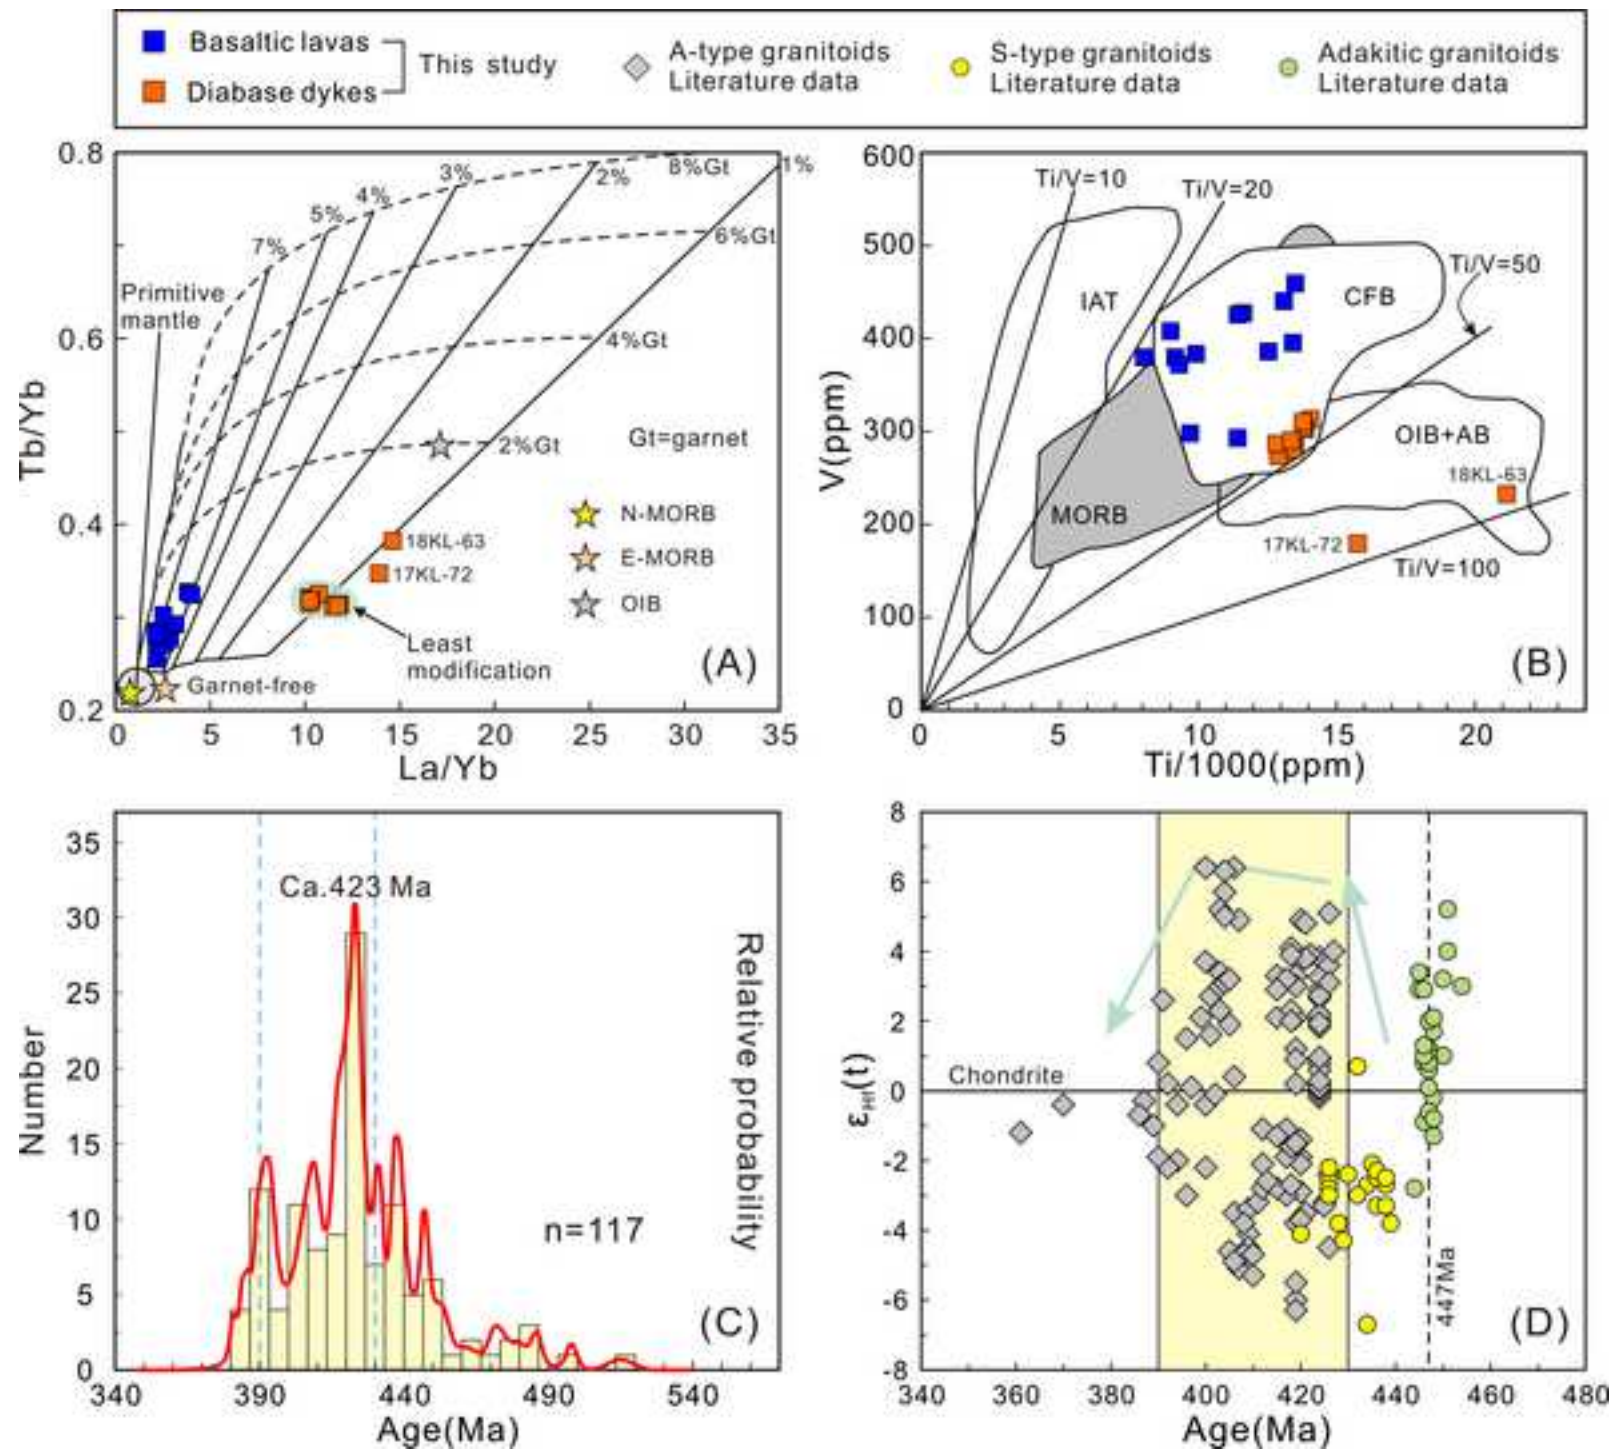 Basaltic lavas
Diabase dykes
This study
A-type granitoids
Literature data
S-type granitoids
Literature data
Adakitic granitoids
Literature data
0.8
0.6
0.4
0.2
Tb/Yb
7%
5%
4%
3%
2%
8%Gt
1%
6%Gt
4%Gt
2%Gt
Primitive
mantle
Gt=garnet
N-MORB
E-MORB
OIB
18KL-63
17KL-72
Least
modification
Garnet-free
(A)
0 5 10 15 20 25 30 35
La/Yb
600
500
400
300
200
100
0
V(ppm)
Ti/V=10
Ti/V=20
Ti/V=50
IAT
CFB
OIB+AB
MORB
18KL-63
17KL-72
Ti/V=100
(B)
0 5 10 15 20
Ti/1000(ppm)
35
30
25
20
15
10
5
0
Number
Ca.423 Ma
Relative probability
n=117
(C)
340 390 440 490 540
Age(Ma)
8
6
4
2
0
-2
-4
-6
-8
εHf(t)
Chondrite
447Ma
(D)
340 360 380 400 420 440 460 480
Age(Ma)